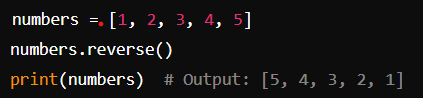 numbers = [1, 2, 3, 4, 5]
numbers.reverse()
print(numbers)  # Output: [5, 4, 3, 2, 1]